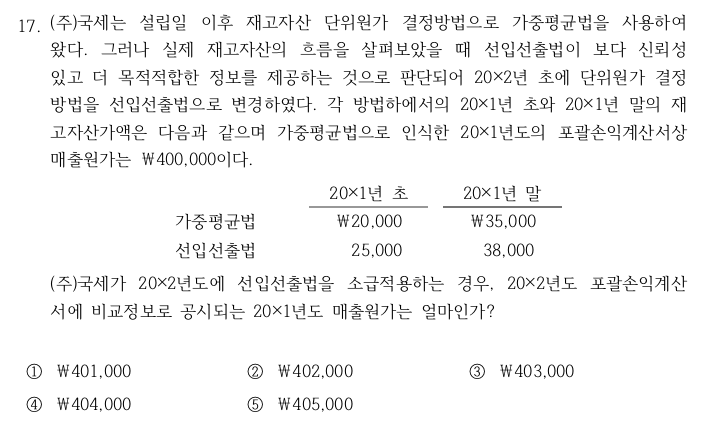 17. (주)국세는 설립일 이후 재고자산 단위원가 결정방법으로 가중평균법을 사용하여
왔다. 그러나 실제 재고자산의 흐름을 살펴보았을 때 선입선출법이 보다 신뢰성
있고 더 목적적합한 정보를 제공하는 것으로 판단되어 20×2년 초에 단위원가 결정
방법을 선입선출법으로 변경하였다. 각 방법하에서의 20×1년 초와 20×1년 말의 재
고자산가액은 다음과 같으며 가중평균법으로 인식한 20×1년도의 포괄손익계산서상
매출원가는 ₩400,000이다.
20×1년 초 20×1년 말
가중평균법 ₩20,000 ₩35,000
선입선출법 25,000 38,000
(주)국세가 20×2년도에 선입선출법을 소급적용하는 경우, 20×2년도 포괄손익계산
서에 비교정보로 공시되는 20×1년도 매출원가는 얼마인가?
① ₩401,000 ② ₩402,000 ③ ₩403,000
④ ₩404,000 ⑤ ₩405,000